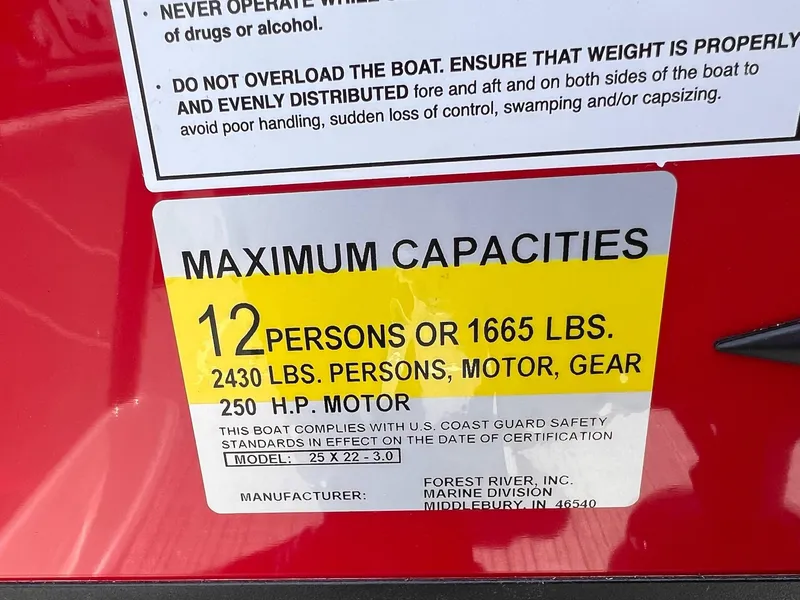 • NEVER OPERATE WHILE
of drugs or alcohol.
• DO NOT OVERLOAD THE BOAT. ENSURE THAT WEIGHT IS PROPERLY
AND EVENLY DISTRIBUTED fore and aft and on both sides of the boat to
avoid poor handling, sudden loss of control, swamping and/or capsizing.
MAXIMUM CAPACITIES
12 PERSONS OR 1665 LBS.
2430 LBS. PERSONS, MOTOR, GEAR
250 H.P. MOTOR
THIS BOAT COMPLIES WITH U.S. COAST GUARD SAFETY
STANDARDS IN EFFECT ON THE DATE OF CERTIFICATION
MODEL: 25 X 22 - 3.0
MANUFACTURER: FOREST RIVER, INC.
MARINE DIVISION
MIDDLEBURY, IN 46540